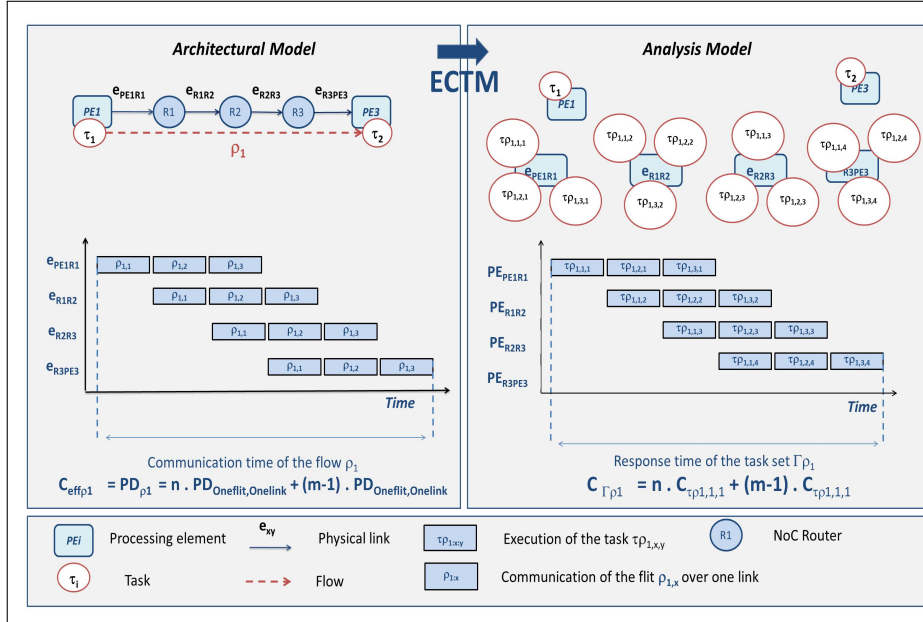 Architectural Model
ECTM
Analysis Model
e_PE1R1 e_R1R2 e_R2R3 e_R3PE3
PE1 R1 R2 R3 PE3
τ1 τ2
ρ1
τ1
PE1
τ2
PE3
τρ1,1,1 τρ1,1,2 τρ1,2,2 τρ1,1,3 τρ1,1,4 τρ1,2,4
e_PE1R1 e_R1R2 e_R2R3 R3PE3
τρ1,2,1 τρ1,3,1 τρ1,3,2 τρ1,2,3 τρ1,2,3 τρ1,3,4
e_PE1R1 ρ1,1 ρ1,2 ρ1,3
e_R1R2 ρ1,1 ρ1,2 ρ1,3
e_R2R3 ρ1,1 ρ1,2 ρ1,3
e_R3PE3 ρ1,1 ρ1,2 ρ1,3
Time
Communication time of the flow ρ1
C_effρ1 = PD_ρ1 = n . PD_Oneflit,Onelink + (m-1) . PD_Oneflit,Onelink
PE_PE1R1 τρ1,1,1 τρ1,2,1 τρ1,3,1
PE_R1R2 τρ1,1,2 τρ1,2,2 τρ1,3,2
PE_R2R3 τρ1,1,3 τρ1,2,3 τρ1,3,3
PE_R3PE3 τρ1,1,4 τρ1,2,4 τρ1,3,4
Time
Response time of the task set Γρ1
C_Γρ1 = n . C_τρ1,1,1 + (m-1) . C_τρ1,1,1
PEi Processing element e_xy Physical link τρ1:x:y Execution of the task τρ1,x,y R1 NoC Router
τi Task Flow ρ1:x Communication of the flit ρ1,x over one link